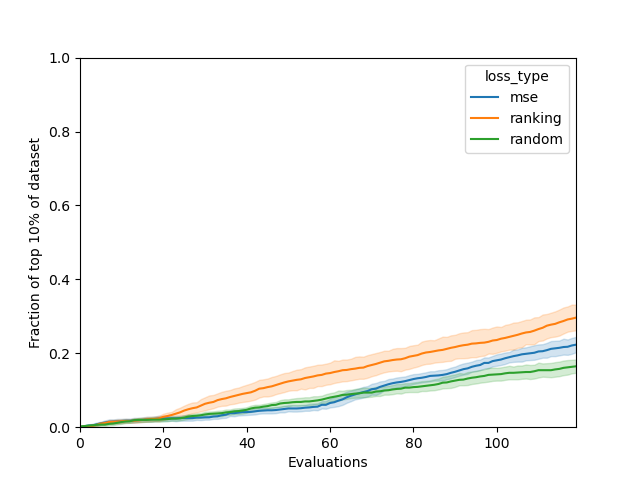 loss_type
mse
ranking
random
Fraction of top 10% of dataset
1.0
0.8
0.6
0.4
0.2
0.0
0 20 40 60 80 100
Evaluations